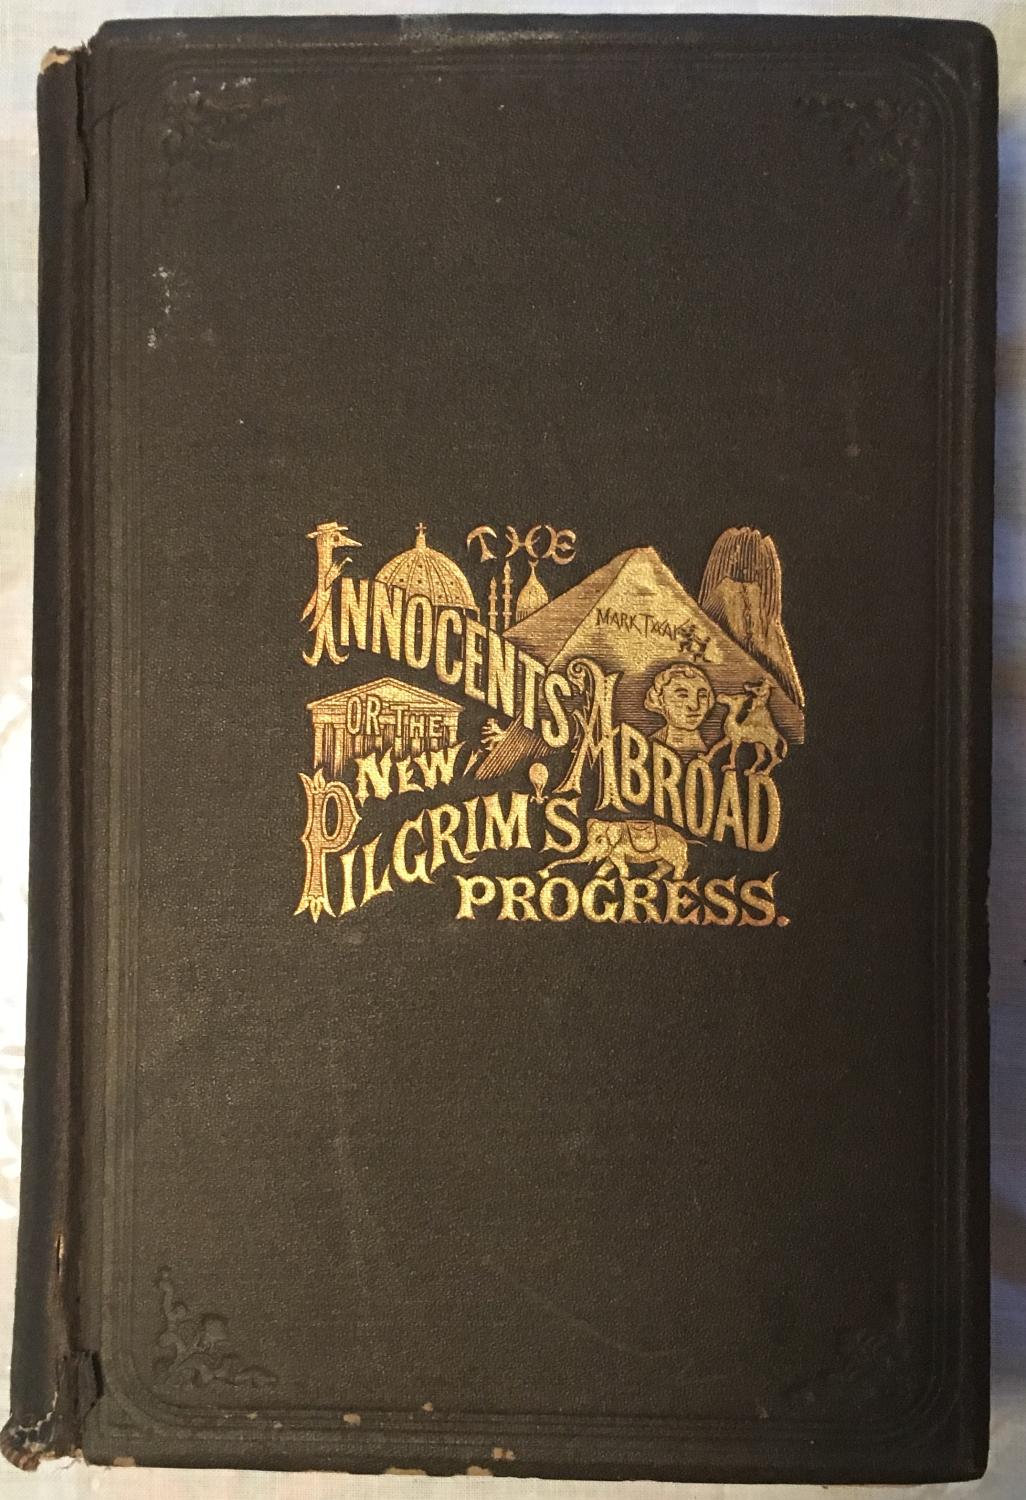 THE
INNOCENTS
ABROAD
MARK TWAIN
OR THE
NEW
PILGRIM'S
PROGRESS.